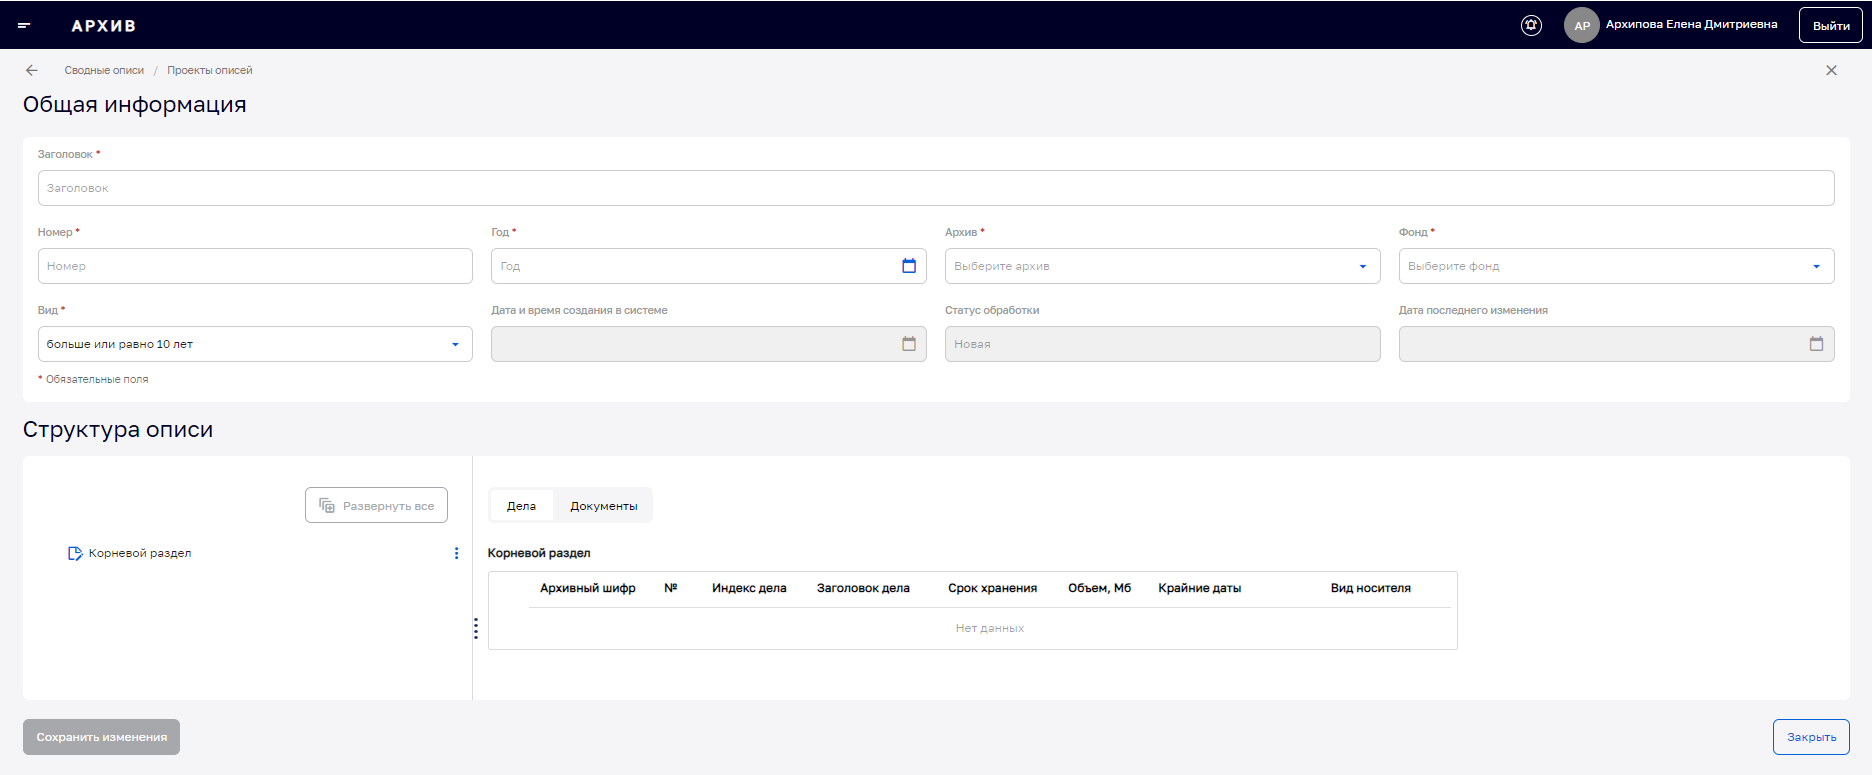 АРХИВ
АР Архипова Елена Дмитриевна Выйти
Сводные описи / Проекты описей
Общая информация
Заголовок *
Заголовок
Номер * Год * Архив * Фонд *
Номер Год Выберите архив Выберите фонд
Вид * Дата и время создания в системе Статус обработки Дата последнего изменения
больше или равно 10 лет Новая
* Обязательные поля
Структура описи
Развернуть все Дела Документы
Корневой раздел Корневой раздел
Архивный шифр № Индекс дела Заголовок дела Срок хранения Объем, Мб Крайние даты Вид носителя
Нет данных
Сохранить изменения Закрыть